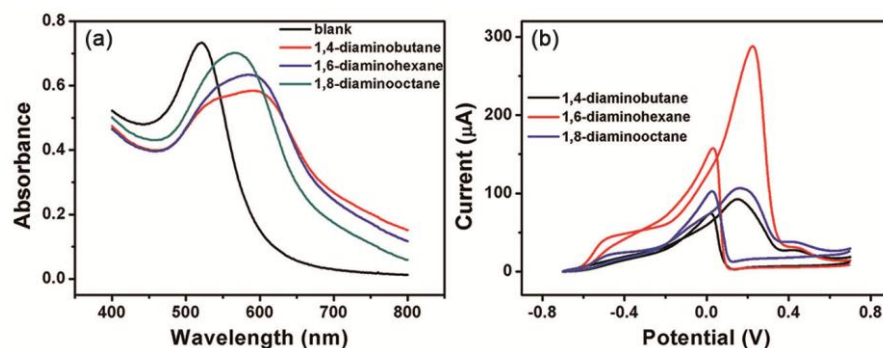 (a)
blank
1,4-diaminobutane
1,6-diaminohexane
1,8-diaminooctane
0.8
0.6
0.4
0.2
0.0
Absorbance
400
500
600
700
800
Wavelength (nm)
(b)
1,4-diaminobutane
1,6-diaminohexane
1,8-diaminooctane
300
200
100
0
Current (μA)
-0.8
-0.4
0.0
0.4
0.8
Potential (V)